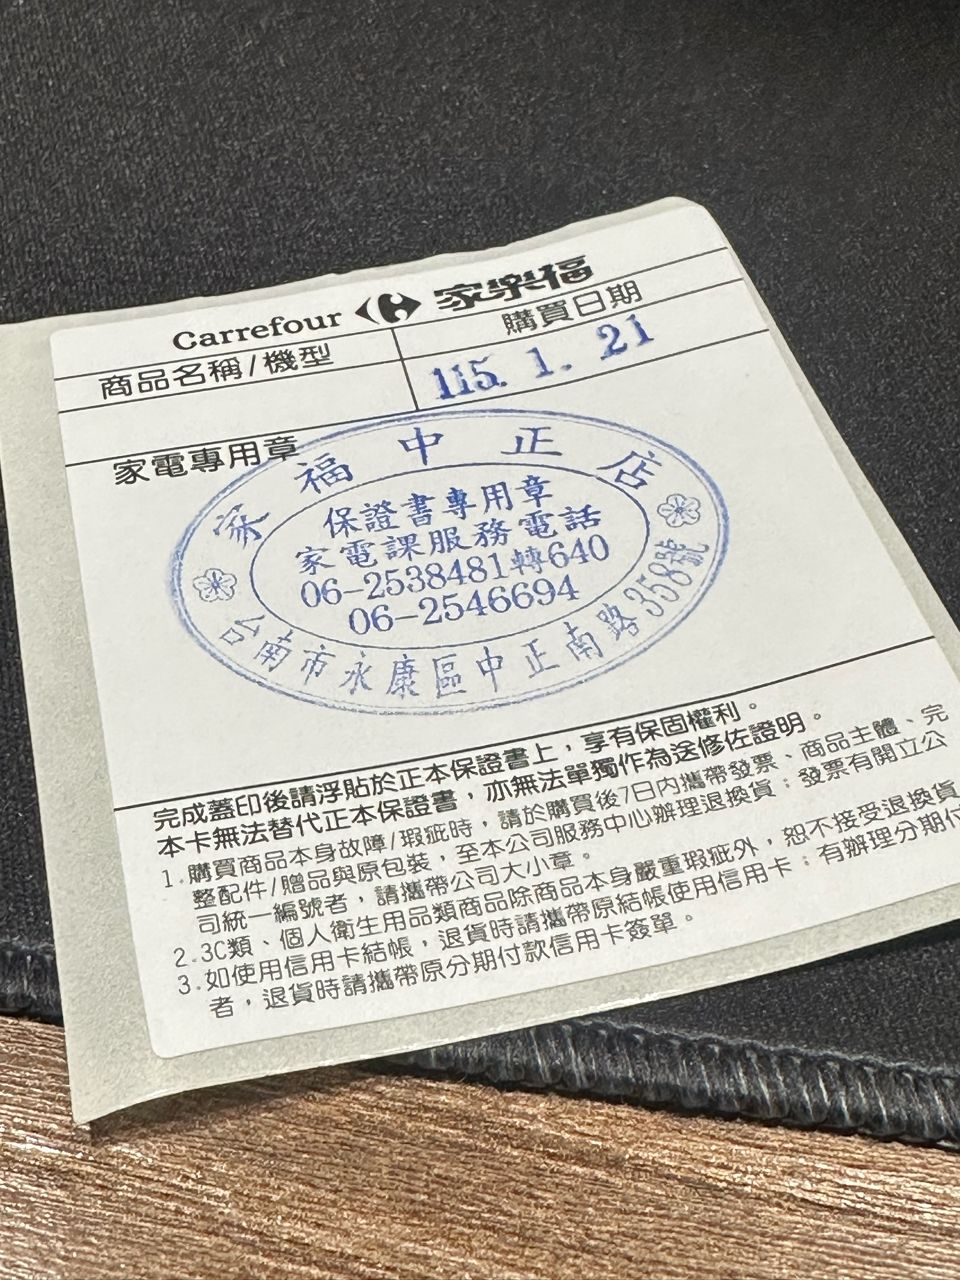 Carrefour 家樂福
商品名稱/機型
購買日期
115. 1. 21
家電專用章
家福中正店
保證書專用章
家電課服務電話
06-2538481轉640
06-2546694
台南市永康區中正南路358號
完成蓋印後請浮貼於正本保證書上，享有保固權利。
本卡無法替代正本保證書，亦無法單獨作為送修佐證明。
1.購買商品本身故障/瑕疵時，請於購買後7日內攜帶發票、商品主體、完
整配件/贈品與原包裝，至本公司服務中心辦理退換貨；發票有開立公
司統一編號者，請攜帶公司大小章。
2.3C類、個人衛生用品類商品除商品本身嚴重瑕疵外，恕不接受退換貨
3.如使用信用卡結帳，退貨時請攜帶原結帳使用信用卡；有辦理分期付
者，退貨時請攜帶原分期付款信用卡簽單。